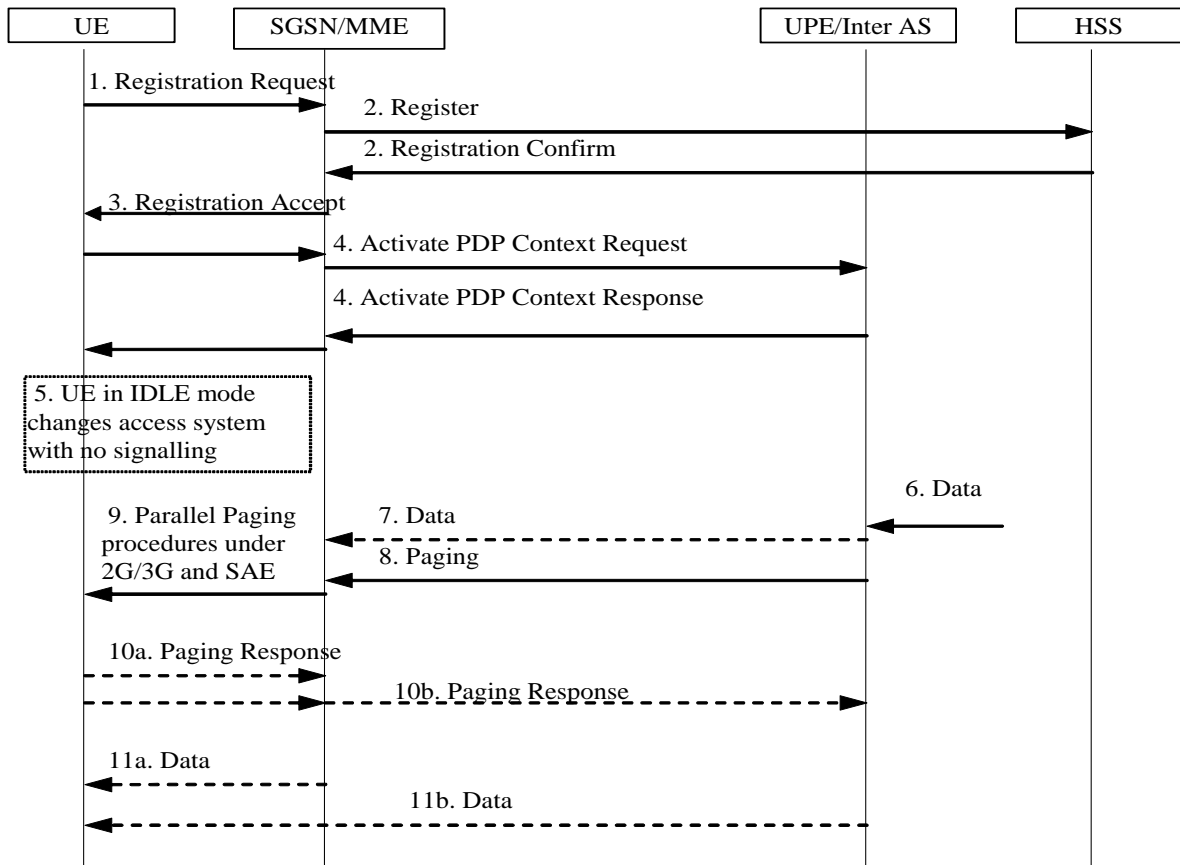 UE
SGSN/MME
UPE/Inter AS
HSS
1. Registration Request
2. Register
2. Registration Confirm
3. Registration Accept
4. Activate PDP Context Request
4. Activate PDP Context Response
5. UE in IDLE mode
changes access system
with no signalling
6. Data
7. Data
8. Paging
9. Parallel Paging
procedures under
2G/3G and SAE
10a. Paging Response
10b. Paging Response
11a. Data
11b. Data